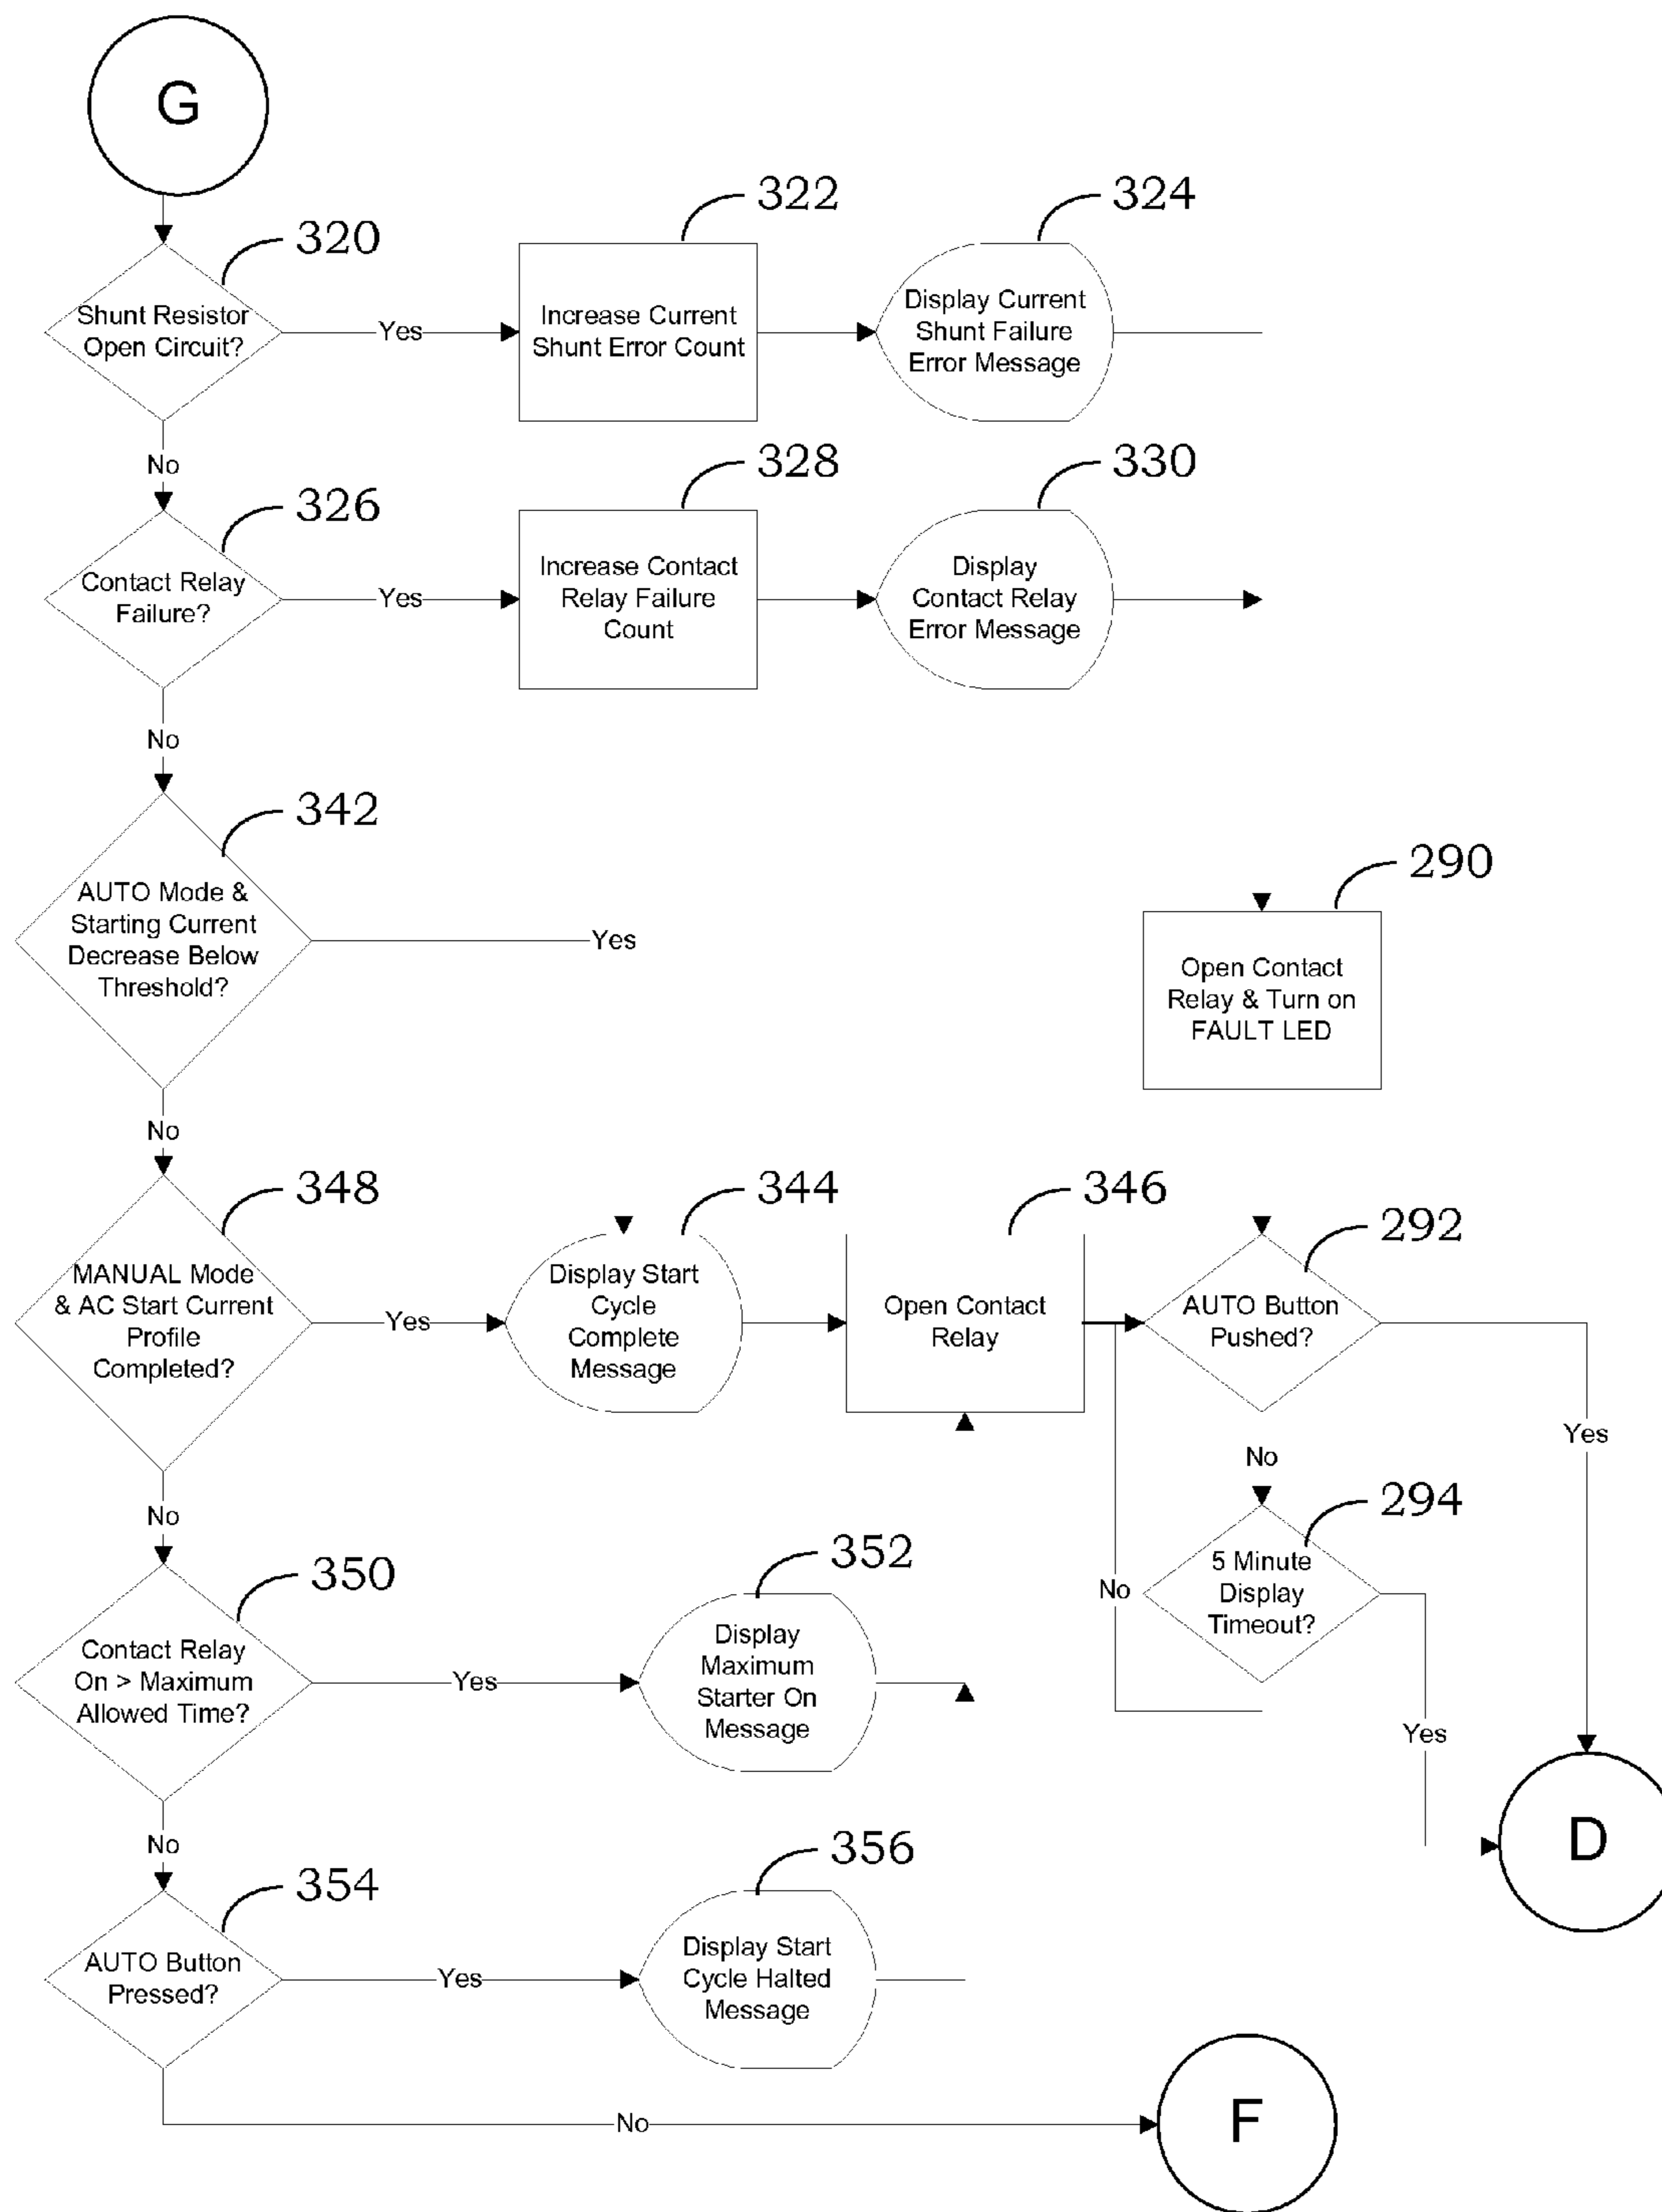 G
320
322
324
Shunt Resistor
Open Circuit?
Yes
Increase Current
Shunt Error Count
Display Current
Shunt Failure
Error Message
No
326
328
330
Contact Relay
Failure?
Yes
Increase Contact
Relay Failure
Count
Display
Contact Relay
Error Message
No
342
AUTO Mode &
Starting Current
Decrease Below
Threshold?
Yes
290
Open Contact
Relay & Turn on
FAULT LED
No
348
344
346
292
MANUAL Mode
& AC Start Current
Profile
Completed?
Yes
Display Start
Cycle
Complete
Message
Open Contact
Relay
AUTO Button
Pushed?
Yes
No
294
5 Minute
Display
Timeout?
No
Yes
No
350
352
Contact Relay
On > Maximum
Allowed Time?
Yes
Display
Maximum
Starter On
Message
D
No
354
356
AUTO Button
Pressed?
Yes
Display Start
Cycle Halted
Message
No
F